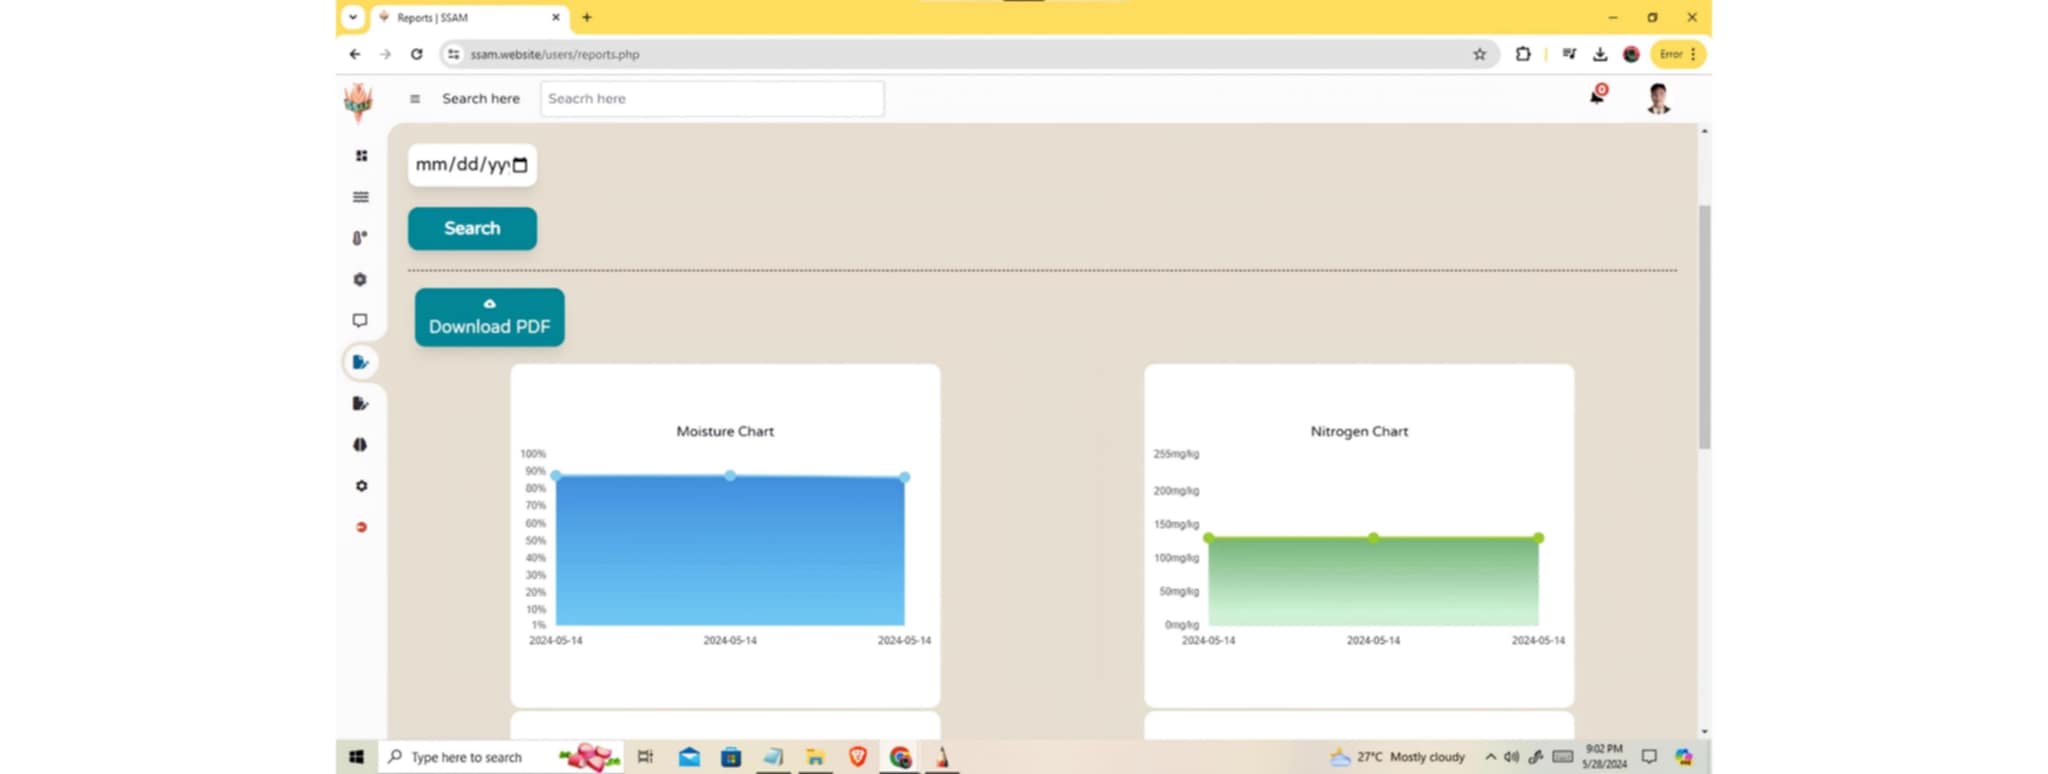 Reports | SSAM
ssam.website/users/reports.php
Error
Search here
Seacrh here
0
mm/dd/yy
Search
Download PDF
Moisture Chart
100%
90%
80%
70%
60%
50%
40%
30%
20%
10%
1%
2024-05-14 2024-05-14 2024-05-14
Nitrogen Chart
255mg/kg
200mg/kg
150mg/kg
100mg/kg
50mg/kg
0mg/kg
2024-05-14 2024-05-14 2024-05-14
Type here to search
27°C Mostly cloudy
9:02 PM
5/28/2024